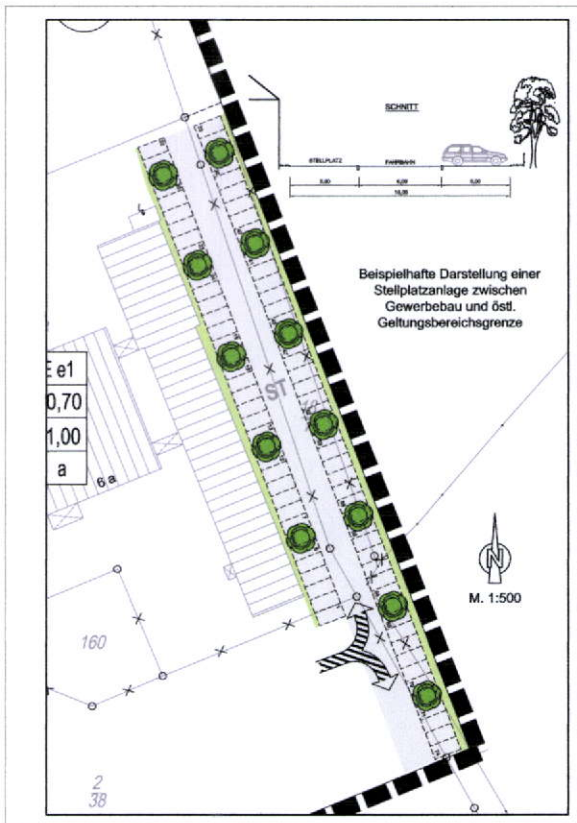 SCHNITT
STELLPLATZ FAHRBAHN
5,00 6,00 5,00
16,00
Beispielhafte Darstellung einer
Stellplatzanlage zwischen
Gewerbebau und östl.
Geltungsbereichsgrenze
E e1
0,70
1,00
a
6 a
ST
N
M. 1:500
160
2
38